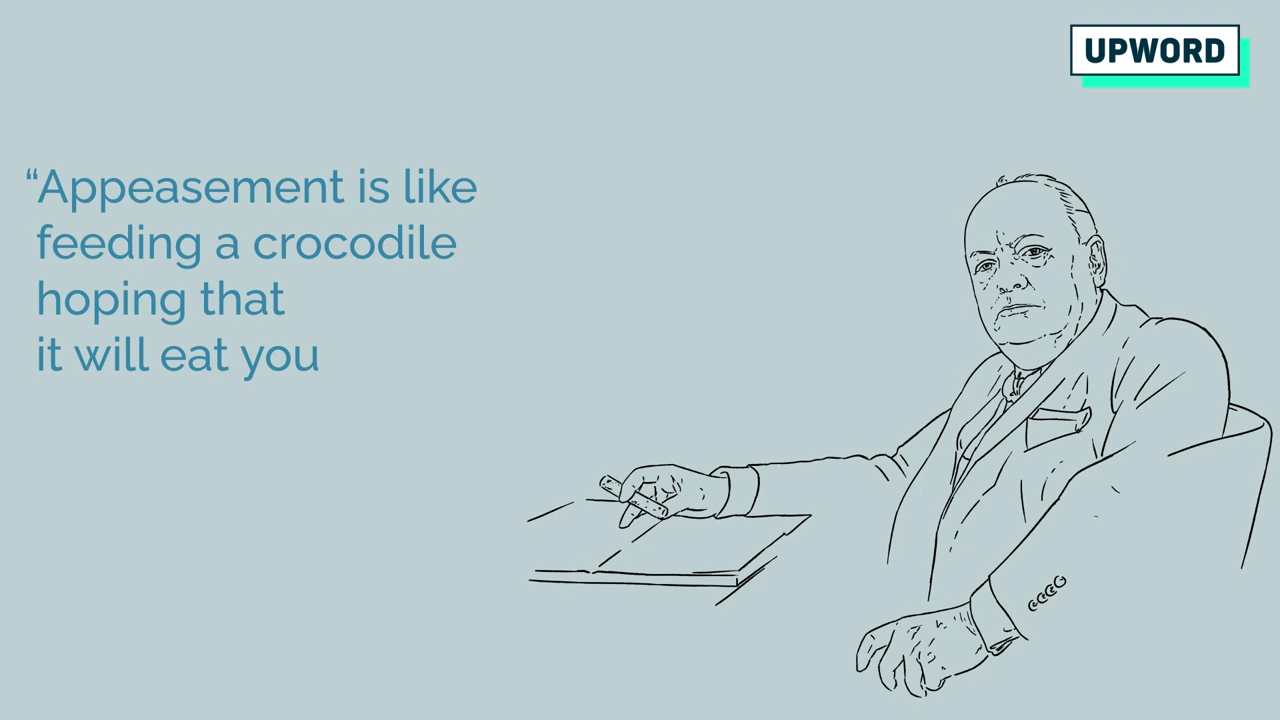 UPWORD
“Appeasement is like
feeding a crocodile
hoping that
it will eat you